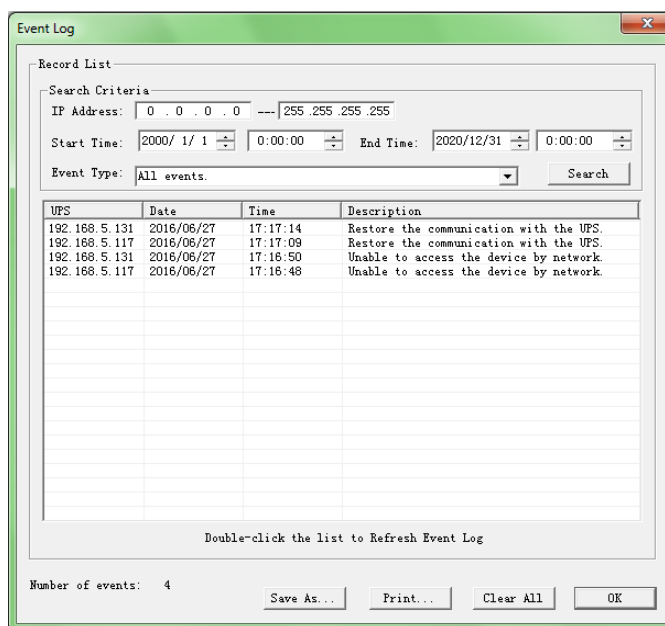 Event Log
Record List
Search Criteria
IP Address: 0 . 0 . 0 . 0 --- 255 .255 .255 .255
Start Time: 2000/ 1/ 1 0:00:00 End Time: 2020/12/31 0:00:00
Event Type: All events. Search
UPS Date Time Description
192.168.5.131 2016/06/27 17:17:14 Restore the communication with the UPS.
192.168.5.117 2016/06/27 17:17:09 Restore the communication with the UPS.
192.168.5.131 2016/06/27 17:16:50 Unable to access the device by network.
192.168.5.117 2016/06/27 17:16:48 Unable to access the device by network.
Double-click the list to Refresh Event Log
Number of events: 4
Save As... Print... Clear All OK